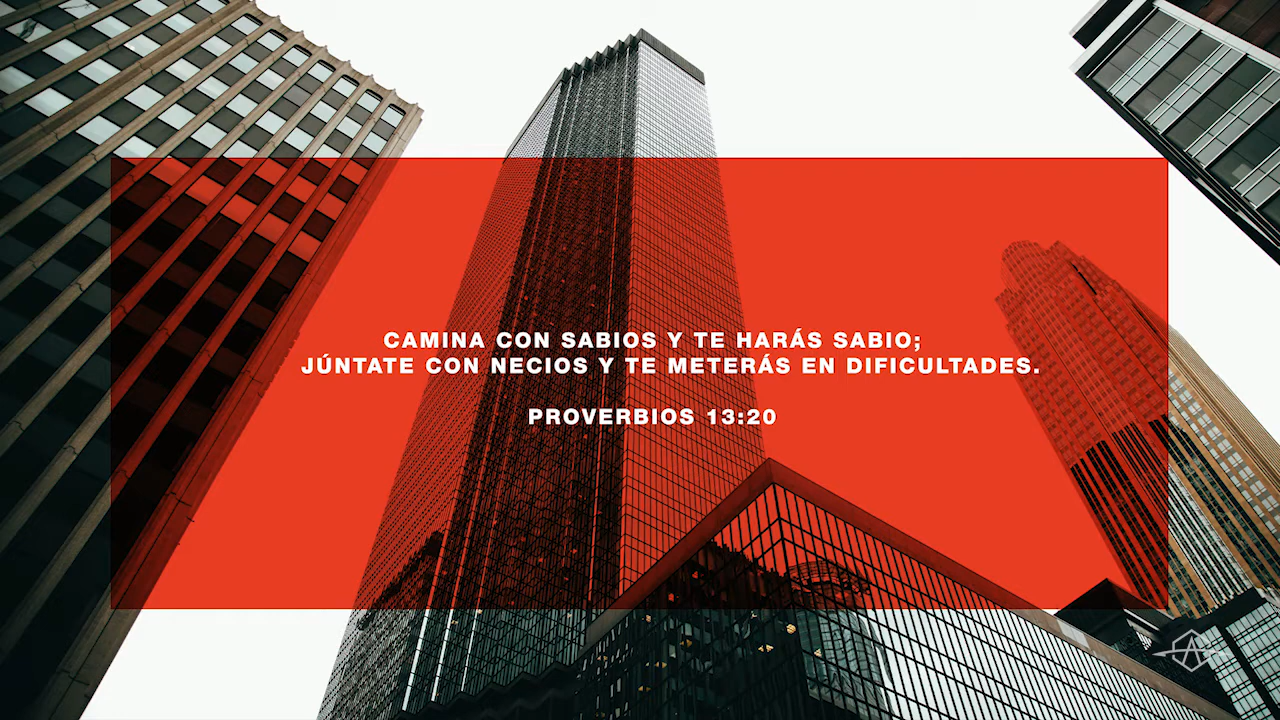 CAMINA CON SABIOS Y TE HARÁS SABIO;
JÚNTATE CON NECIOS Y TE METERÁS EN DIFICULTADES.
PROVERBIOS 13:20